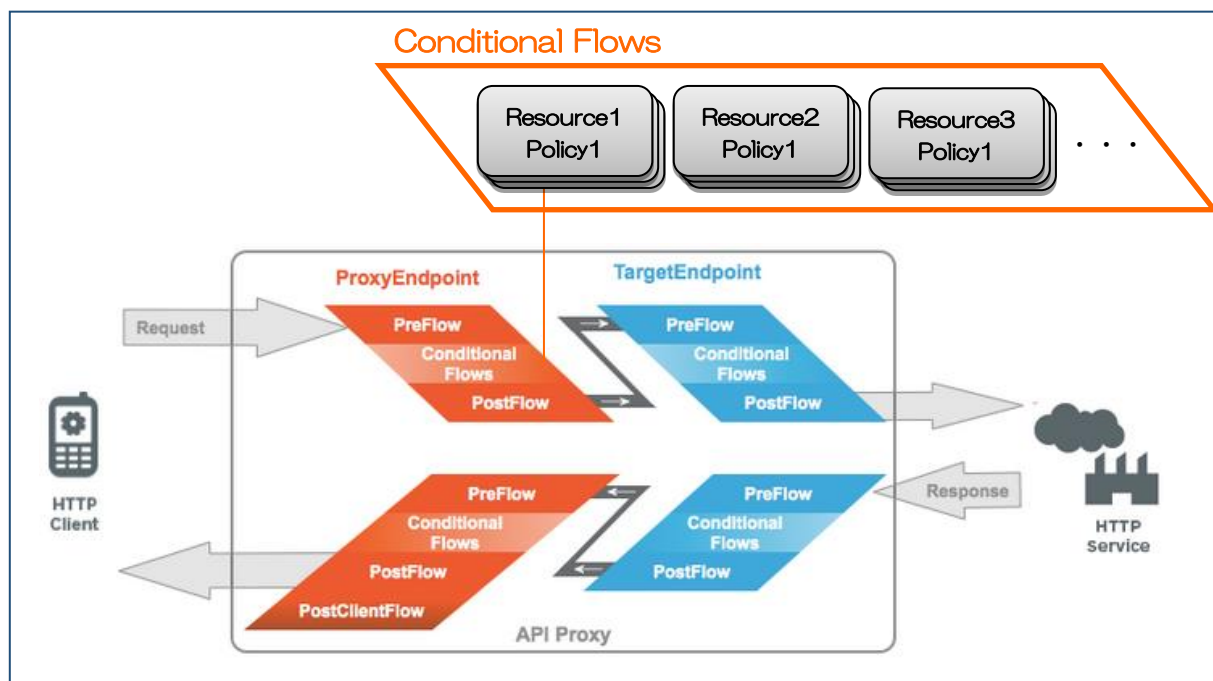 Conditional Flows
Resource1
Policy1
Resource2
Policy1
Resource3
Policy1
. . .
ProxyEndpoint
TargetEndpoint
Request
PreFlow
Conditional
Flows
PostFlow
PreFlow
Conditional
Flows
PostFlow
HTTP
Client
PreFlow
Conditional
Flows
PostFlow
PostClientFlow
PreFlow
Conditional
Flows
PostFlow
Response
HTTP
Service
API Proxy